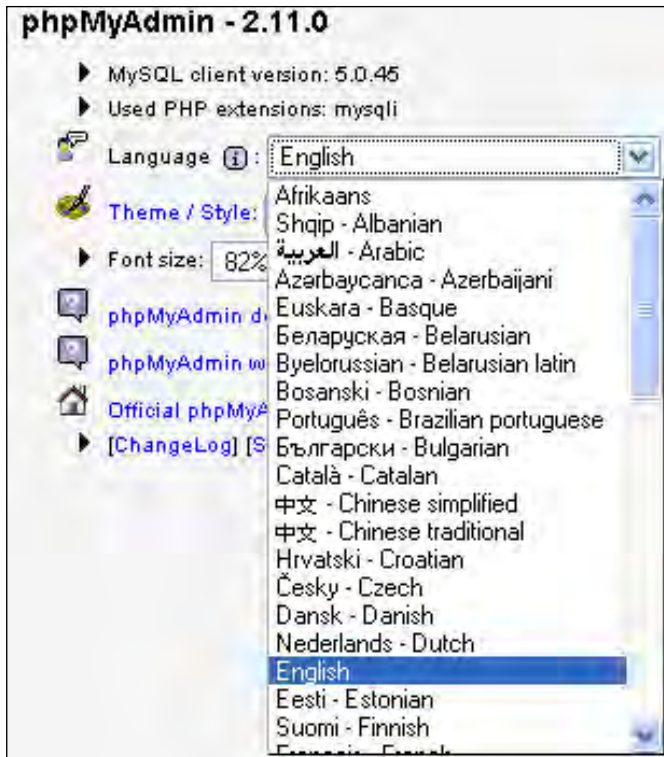 phpMyAdmin - 2.11.0
MySQL client version: 5.0.45
Used PHP extensions: mysqli
Language i : English
Afrikaans
Theme / Style:
Shqip - Albanian
العربية - Arabic
Font size: 82%
Azərbaycanca - Azerbaijani
Euskara - Basque
phpMyAdmin d
Беларуская - Belarusian
Byelorussian - Belarusian latin
phpMyAdmin w
Bosanski - Bosnian
Português - Brazilian portuguese
Official phpMyA
Български - Bulgarian
[ChangeLog] [S
Català - Catalan
中文 - Chinese simplified
中文 - Chinese traditional
Hrvatski - Croatian
Česky - Czech
Dansk - Danish
Nederlands - Dutch
English
Eesti - Estonian
Suomi - Finnish
Français - French